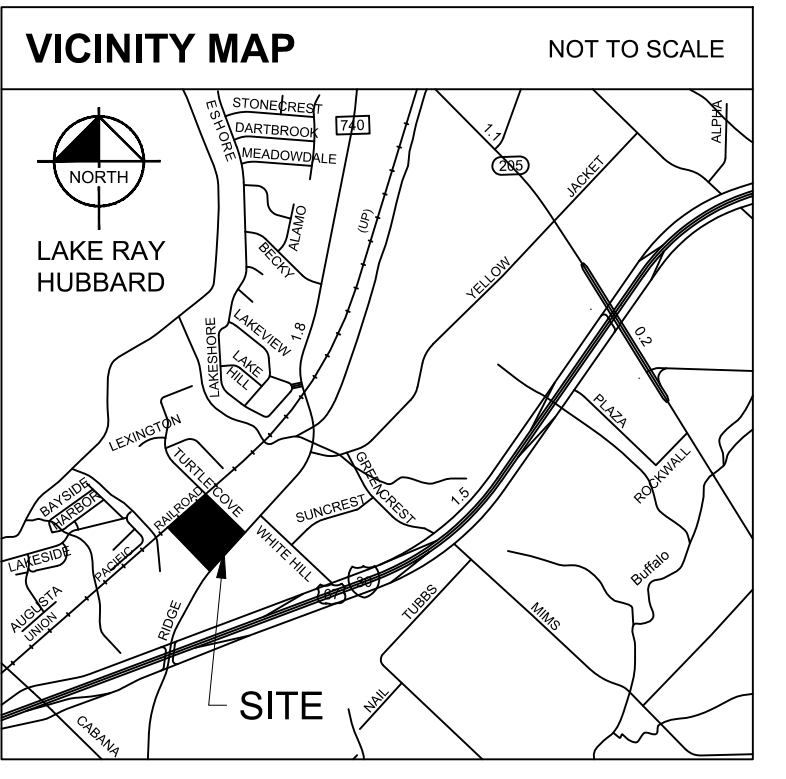 VICINITY MAP
NOT TO SCALE
NORTH
LAKE RAY
HUBBARD
ESHORE
STONECREST
DARTBROOK
MEADOWDALE
740
1.1
205
ALPHA
JACKET
ALAMO
(UP)
BECKY
YELLOW
LAKESHORE
LAKEVIEW
1.8
LAKE
HILL
0.2
PLAZA
LEXINGTON
TURTLE COVE
GREENCREST
ROCKWALL
BAYSIDE
HARBOR
RAILROAD
SUNCREST
1.5
WHITE HILL
LAKESIDE
PACIFIC
67
30
Buffalo
AUGUSTA
UNION
RIDGE
TUBBS
MIMS
SITE
NAIL
CABANA